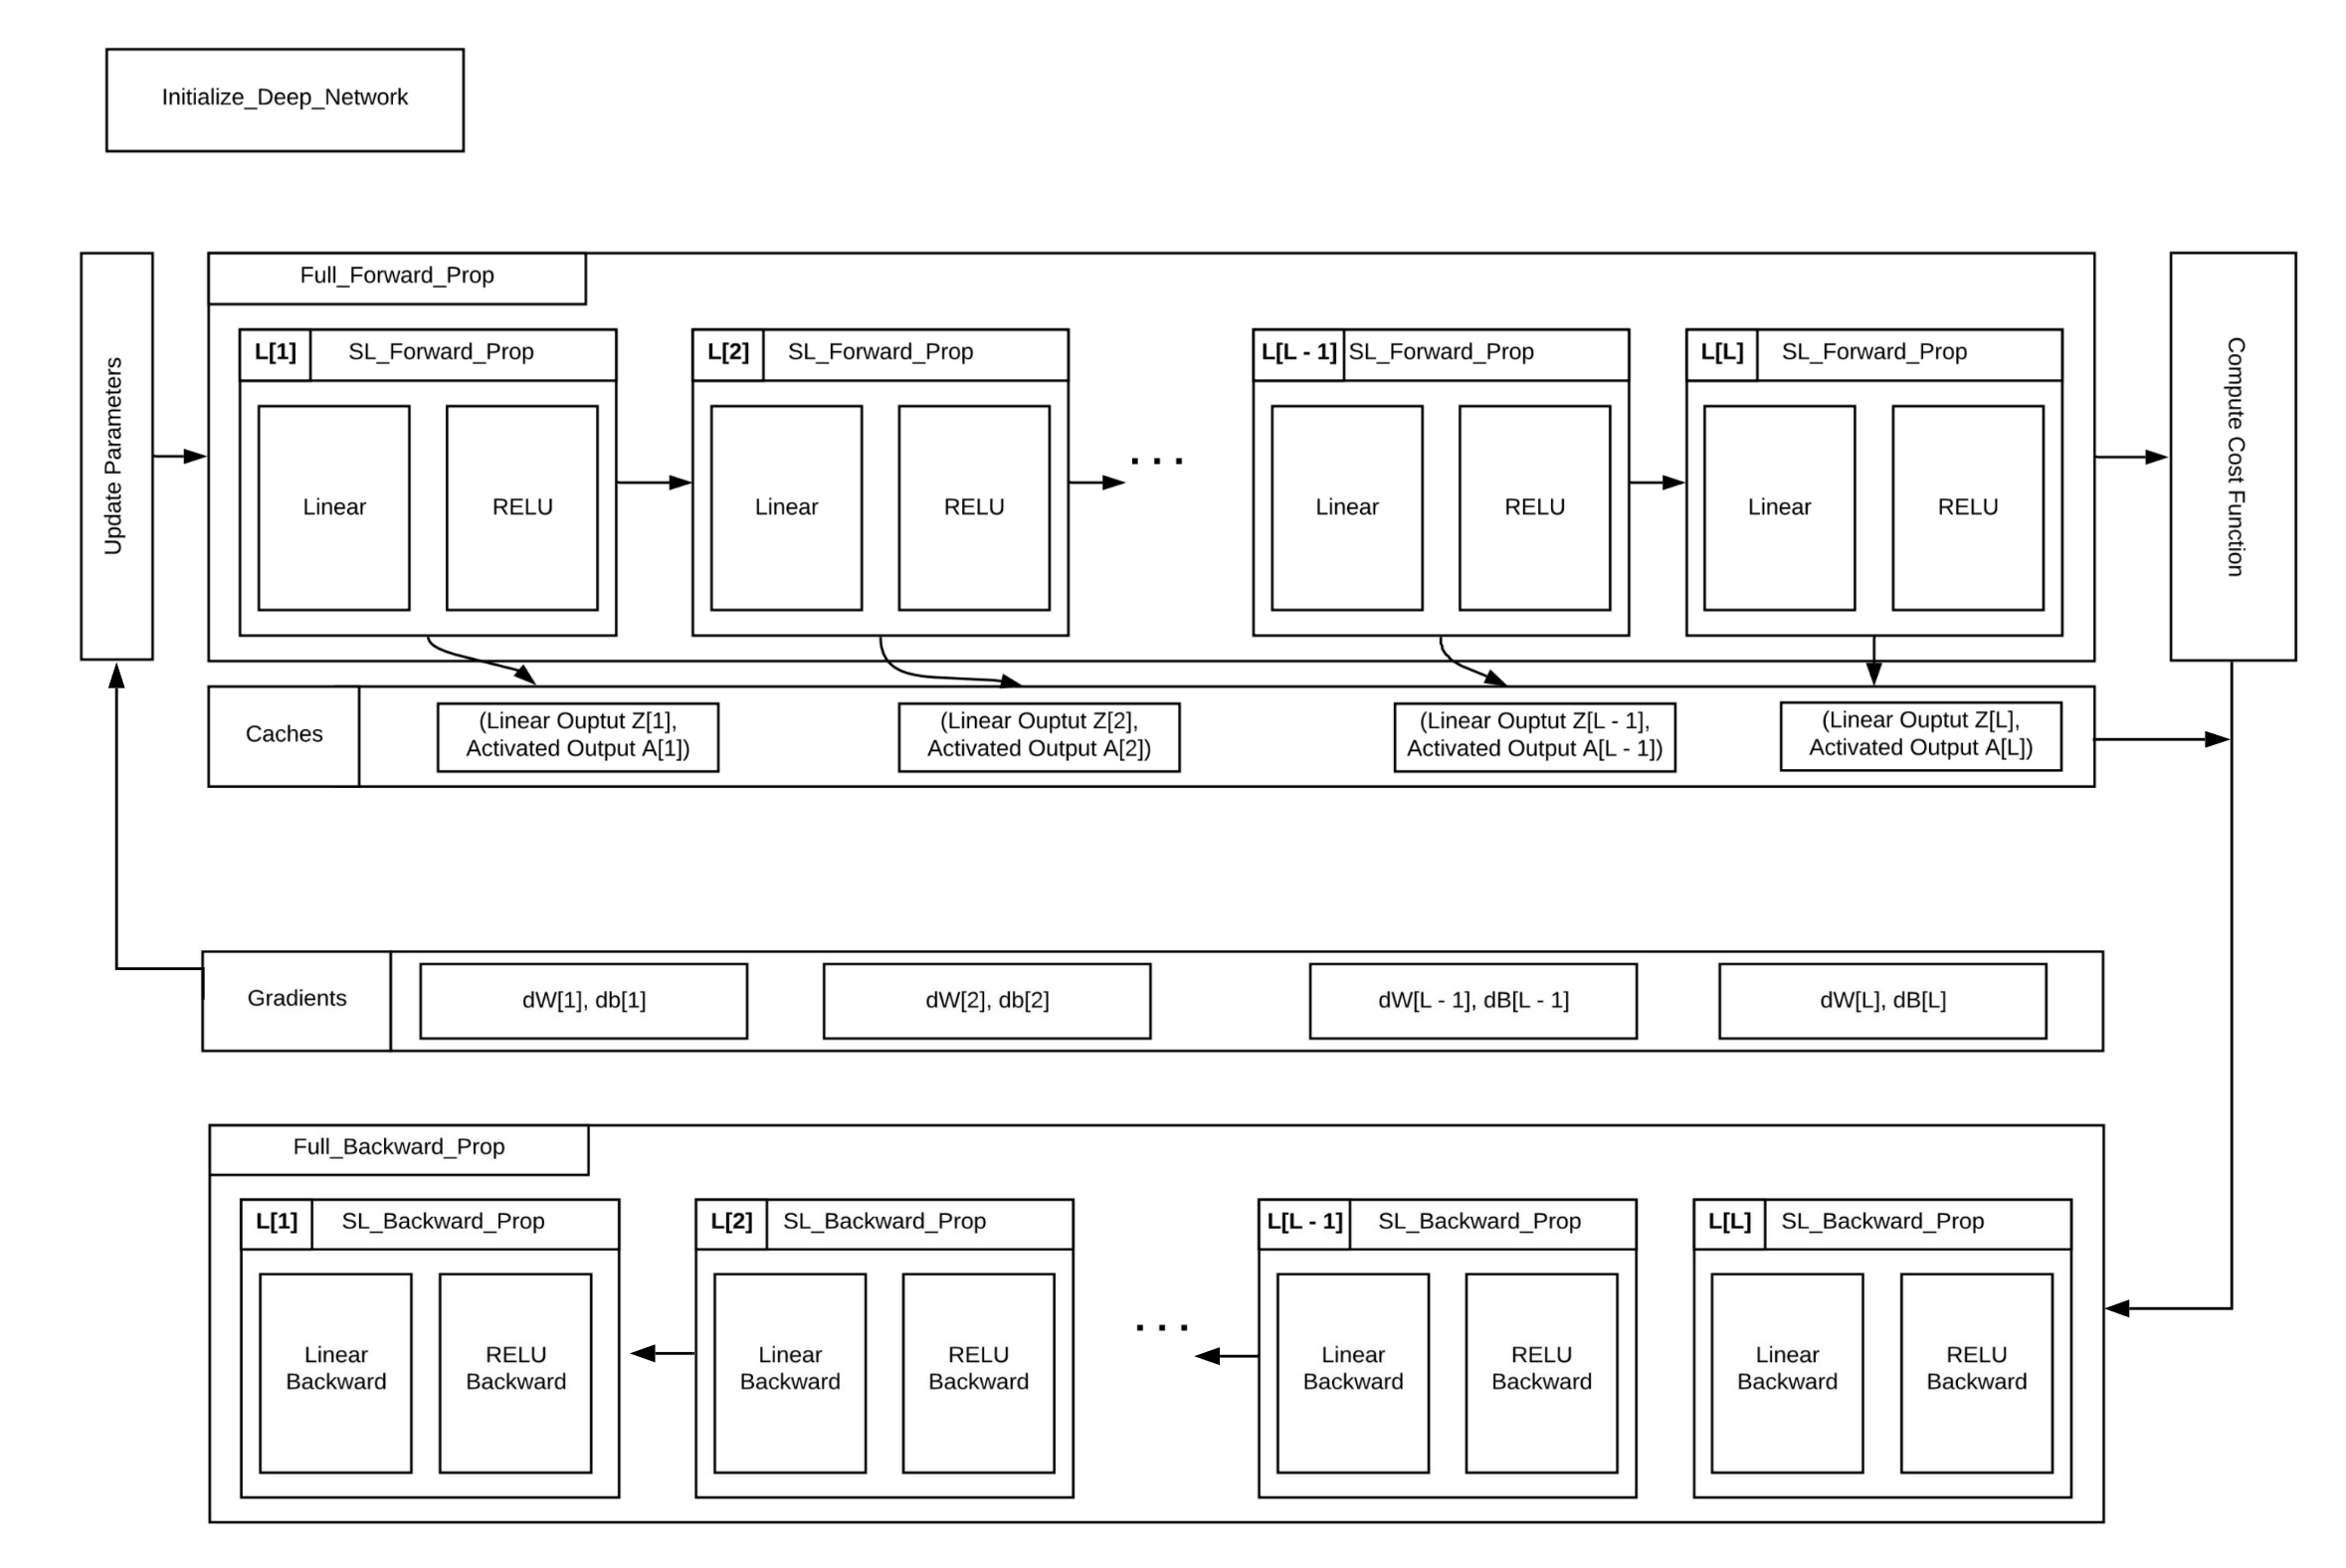 Initialize_Deep_Network
Update Parameters
Full_Forward_Prop
L[1]
SL_Forward_Prop
Linear
RELU
L[2]
SL_Forward_Prop
Linear
RELU
. . .
L[L - 1]
SL_Forward_Prop
Linear
RELU
L[L]
SL_Forward_Prop
Linear
RELU
Compute Cost Function
Caches
(Linear Ouptut Z[1],
Activated Output A[1])
(Linear Ouptut Z[2],
Activated Output A[2])
(Linear Ouptut Z[L - 1],
Activated Output A[L - 1])
(Linear Ouptut Z[L],
Activated Output A[L])
Gradients
dW[1], db[1]
dW[2], db[2]
dW[L - 1], dB[L - 1]
dW[L], dB[L]
Full_Backward_Prop
L[1]
SL_Backward_Prop
Linear
Backward
RELU
Backward
L[2]
SL_Backward_Prop
Linear
Backward
RELU
Backward
. . .
L[L - 1]
SL_Backward_Prop
Linear
Backward
RELU
Backward
L[L]
SL_Backward_Prop
Linear
Backward
RELU
Backward